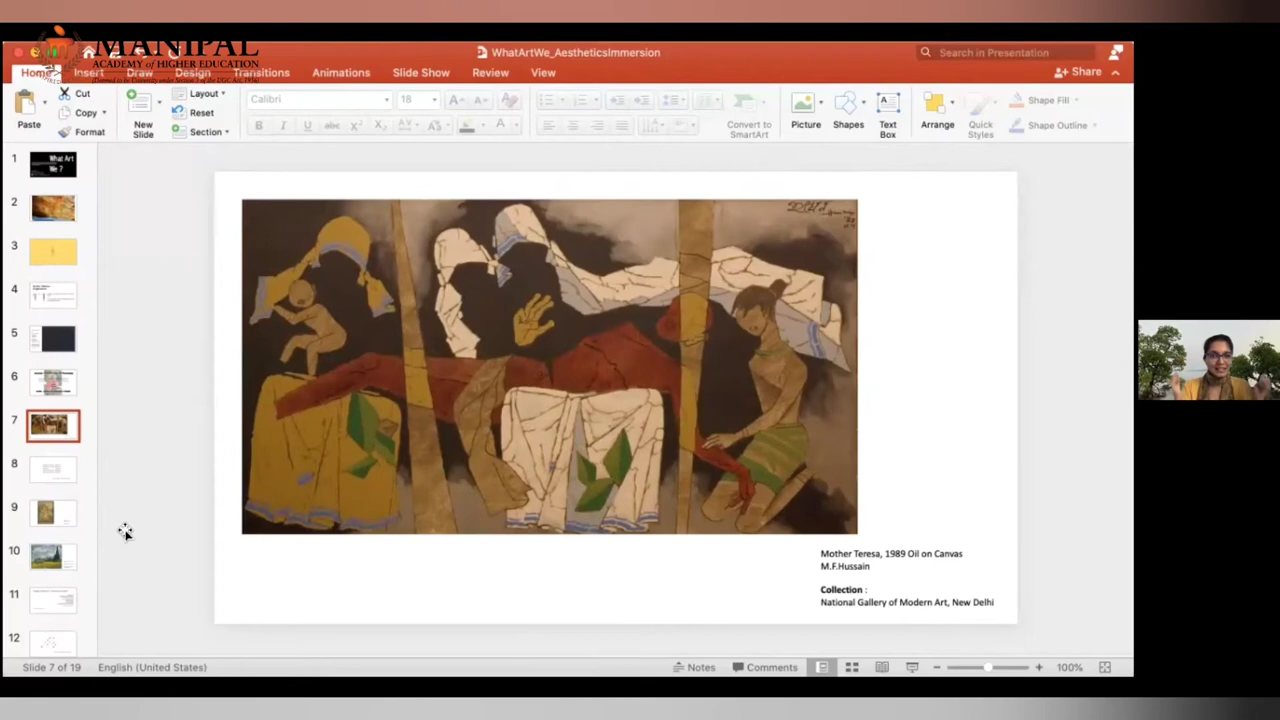 MANIPAL
ACADEMY of HIGHER EDUCATION
WhatArtWe_AestheticsImmersion
Search in Presentation
Home Insert Draw Design Transitions Animations Slide Show Review View
Share
Paste
Cut
Copy
Format
New
Slide
Layout
Reset
Section
Calibri 18
Convert to
SmartArt
Picture
Shapes
Text
Box
Arrange
Quick
Styles
Shape Fill
Shape Outline
1
What Art
We ?
2
3
4
5
6
7
8
9
10
11
12
Mother Teresa, 1989 Oil on Canvas
M.F.Hussain
Collection :
National Gallery of Modern Art, New Delhi
Slide 7 of 19 English (United States) Notes Comments 100%